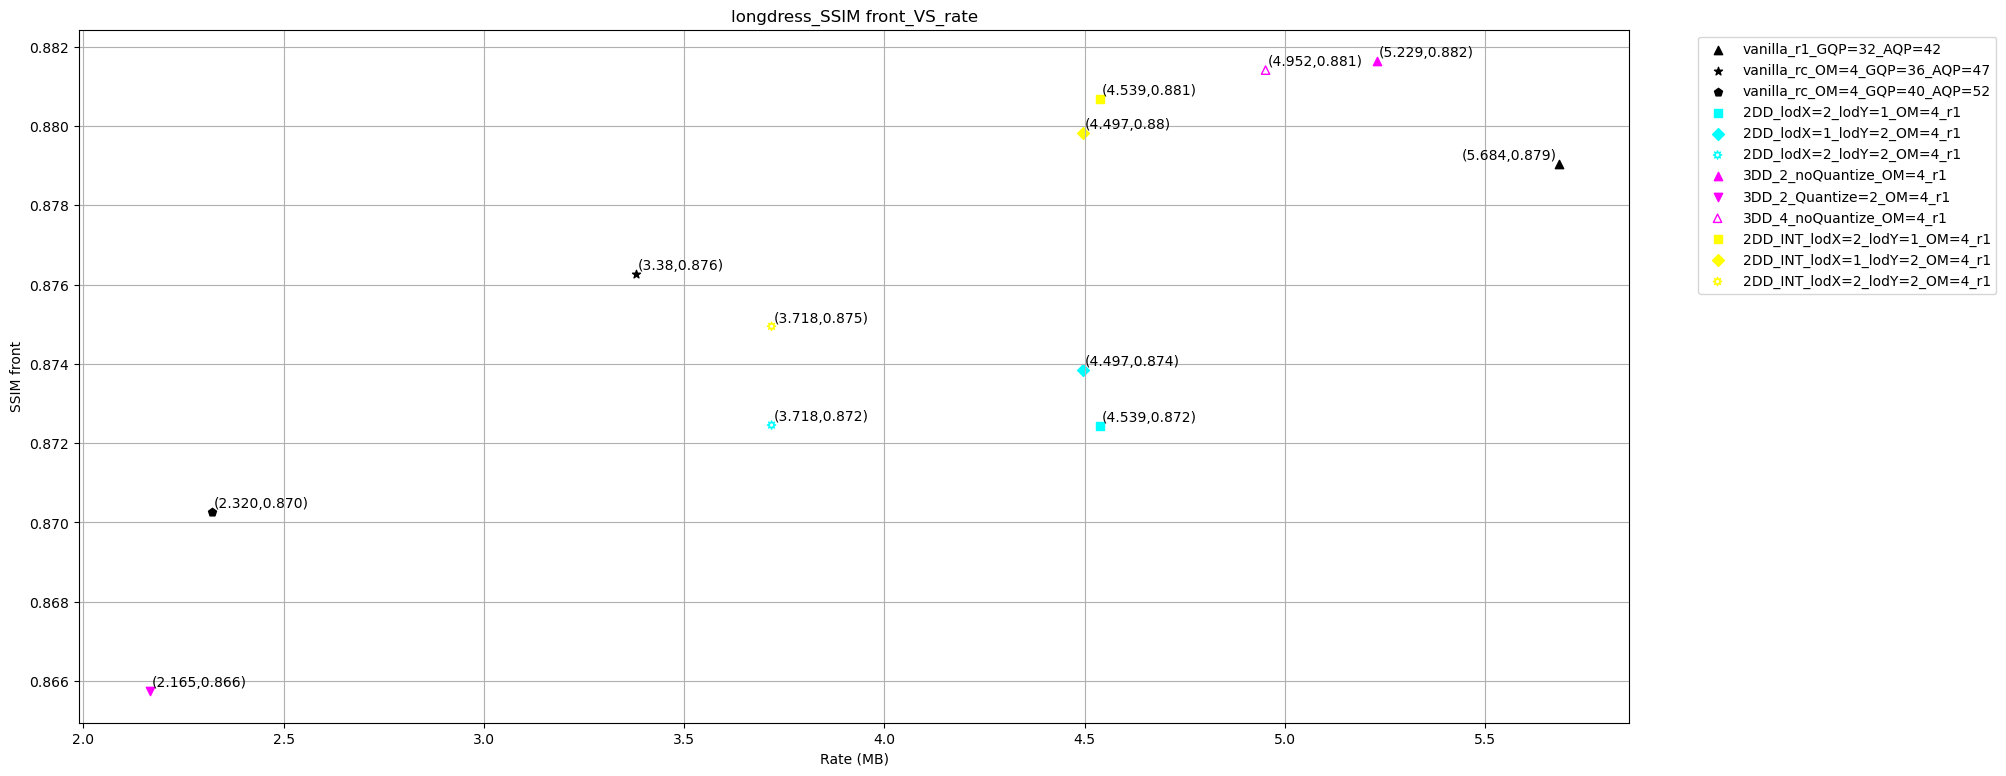 longdress_SSIM front_VS_rate
SSIM front
0.882
0.880
0.878
0.876
0.874
0.872
0.870
0.868
0.866
(5.229,0.882)
(4.952,0.881)
(4.539,0.881)
(4.497,0.88)
(5.684,0.879)
(3.38,0.876)
(3.718,0.875)
(4.497,0.874)
(3.718,0.872)
(4.539,0.872)
(2.320,0.870)
(2.165,0.866)
2.0
2.5
3.0
3.5
4.0
4.5
5.0
5.5
Rate (MB)
vanilla_r1_GQP=32_AQP=42
vanilla_rc_OM=4_GQP=36_AQP=47
vanilla_rc_OM=4_GQP=40_AQP=52
2DD_lodX=2_lodY=1_OM=4_r1
2DD_lodX=1_lodY=2_OM=4_r1
2DD_lodX=2_lodY=2_OM=4_r1
3DD_2_noQuantize_OM=4_r1
3DD_2_Quantize=2_OM=4_r1
3DD_4_noQuantize_OM=4_r1
2DD_INT_lodX=2_lodY=1_OM=4_r1
2DD_INT_lodX=1_lodY=2_OM=4_r1
2DD_INT_lodX=2_lodY=2_OM=4_r1